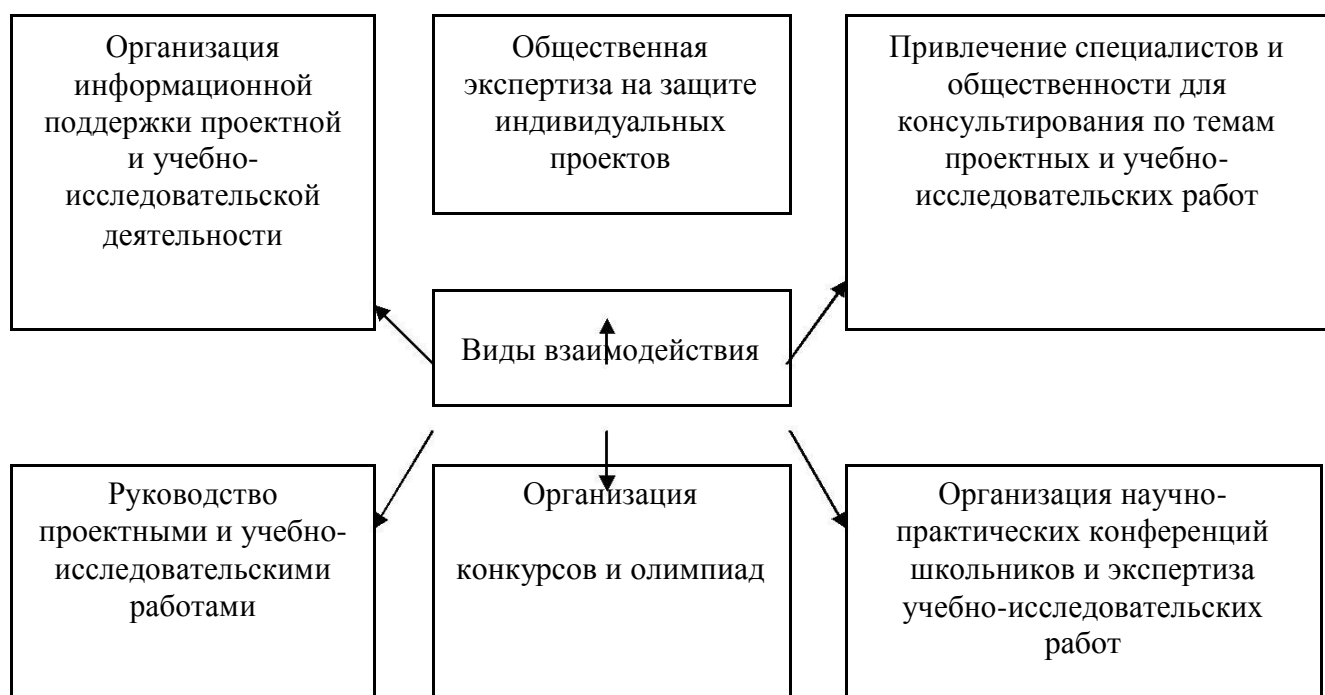 Организация
информационной
поддержки проектной
и учебно-
исследовательской
деятельности
Общественная
экспертиза на защите
индивидуальных
проектов
Привлечение специалистов и
общественности для
консультирования по темам
проектных и учебно-
исследовательских работ
Виды взаимодействия
Руководство
проектными и учебно-
исследовательскими
работами
Организация
конкурсов и олимпиад
Организация научно-
практических конференций
школьников и экспертиза
учебно-исследовательских
работ